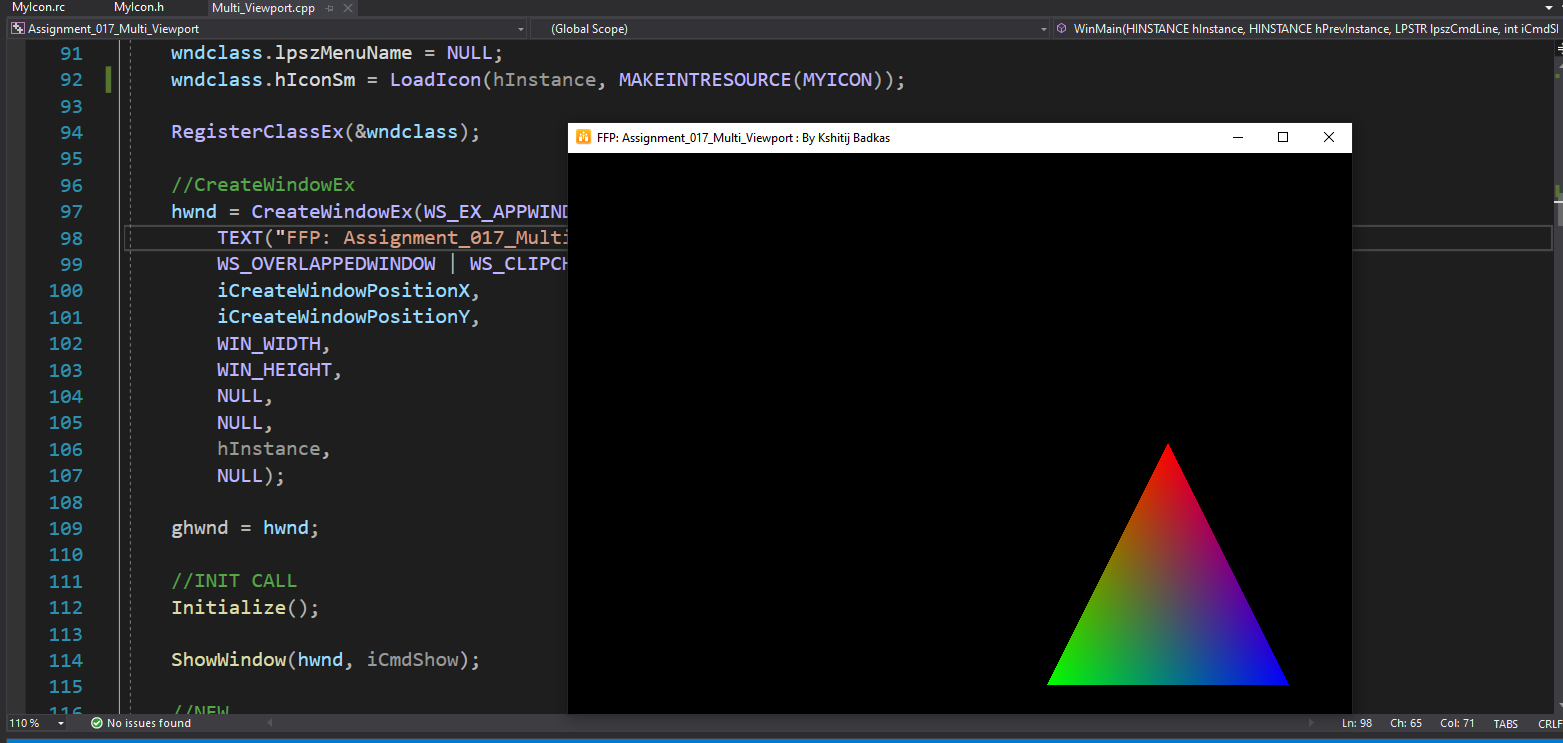 MyIcon.rc MyIcon.h Multi_Viewport.cpp
Assignment_017_Multi_Viewport (Global Scope) WinMain(HINSTANCE hInstance, HINSTANCE hPrevInstance, LPSTR lpszCmdLine, int iCmdSl
91 wndclass.lpszMenuName = NULL;
92 wndclass.hIconSm = LoadIcon(hInstance, MAKEINTRESOURCE(MYICON));
93
94 RegisterClassEx(&wndclass);
95
96 //CreateWindowEx
97 hwnd = CreateWindowEx(WS_EX_APPWIND
98 TEXT("FFP: Assignment_017_Multi
99 WS_OVERLAPPEDWINDOW | WS_CLIPCH
100 iCreateWindowPositionX,
101 iCreateWindowPositionY,
102 WIN_WIDTH,
103 WIN_HEIGHT,
104 NULL,
105 NULL,
106 hInstance,
107 NULL);
108
109 ghwnd = hwnd;
110
111 //INIT CALL
112 Initialize();
113
114 ShowWindow(hwnd, iCmdShow);
115
116 //NEW
FFP: Assignment_017_Multi_Viewport : By Kshitij Badkas
110 % No issues found Ln: 98 Ch: 65 Col: 71 TABS CRLF